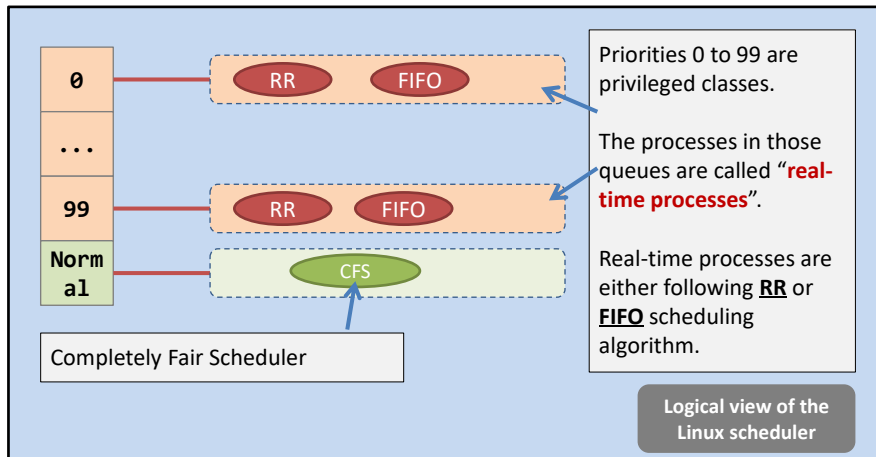 0
RR
FIFO
...
99
RR
FIFO
Norm
al
CFS
Completely Fair Scheduler
Priorities 0 to 99 are
privileged classes.
The processes in those
queues are called “real-
time processes”.
Real-time processes are
either following RR or
FIFO scheduling
algorithm.
Logical view of the
Linux scheduler